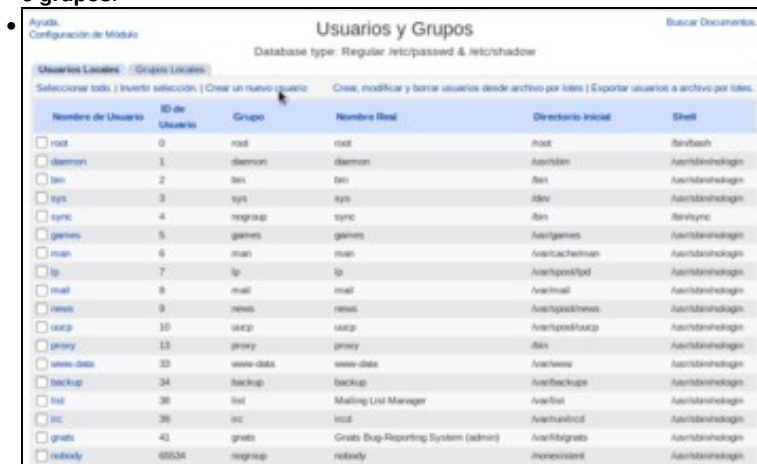 o grupos.
Ayuda.
Configuración de Módulo
Usuarios y Grupos
Buscar Documentos.
Database type: Regular /etc/passwd & /etc/shadow
Usuarios Locales Grupos Locales
Seleccionar todo. | Invertir selección. | Crear un nuevo usuario Crear, modificar y borrar usuarios desde archivo por lotes | Exportar usuarios a archivo por lotes.
Nombre de Usuario ID de Usuario Grupo Nombre Real Directorio inicial Shell
root 0 root root /root /bin/bash
daemon 1 daemon daemon /usr/sbin /usr/sbin/nologin
bin 2 bin bin /bin /usr/sbin/nologin
sys 3 sys sys /dev /usr/sbin/nologin
sync 4 nogroup sync /bin /bin/sync
games 5 games games /usr/games /usr/sbin/nologin
man 6 man man /var/cache/man /usr/sbin/nologin
lp 7 lp lp /var/spool/lpd /usr/sbin/nologin
mail 8 mail mail /var/mail /usr/sbin/nologin
news 9 news news /var/spool/news /usr/sbin/nologin
uucp 10 uucp uucp /var/spool/uucp /usr/sbin/nologin
proxy 13 proxy proxy /bin /usr/sbin/nologin
www-data 33 www-data www-data /var/www /usr/sbin/nologin
backup 34 backup backup /var/backups /usr/sbin/nologin
list 38 list Mailing List Manager /var/list /usr/sbin/nologin
irc 39 irc ircd /var/run/ircd /usr/sbin/nologin
gnats 41 gnats Gnats Bug-Reporting System (admin) /var/lib/gnats /usr/sbin/nologin
nobody 65534 nogroup nobody /nonexistent /usr/sbin/nologin